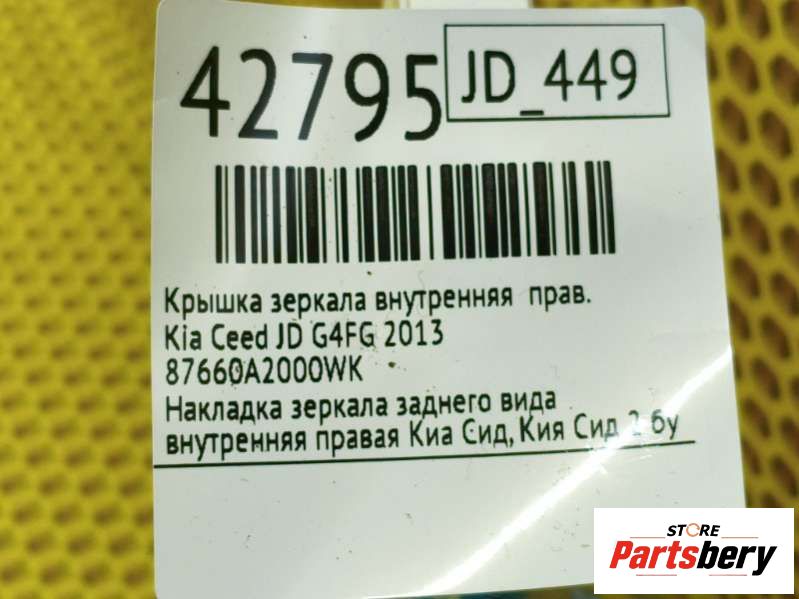 42795
JD_449
Крышка зеркала внутренняя прав.
Kia Ceed JD G4FG 2013
87660A2000WK
Накладка зеркала заднего вида
внутренняя правая Киа Сид, Кия Сид 2 бу
STORE
Partsbery